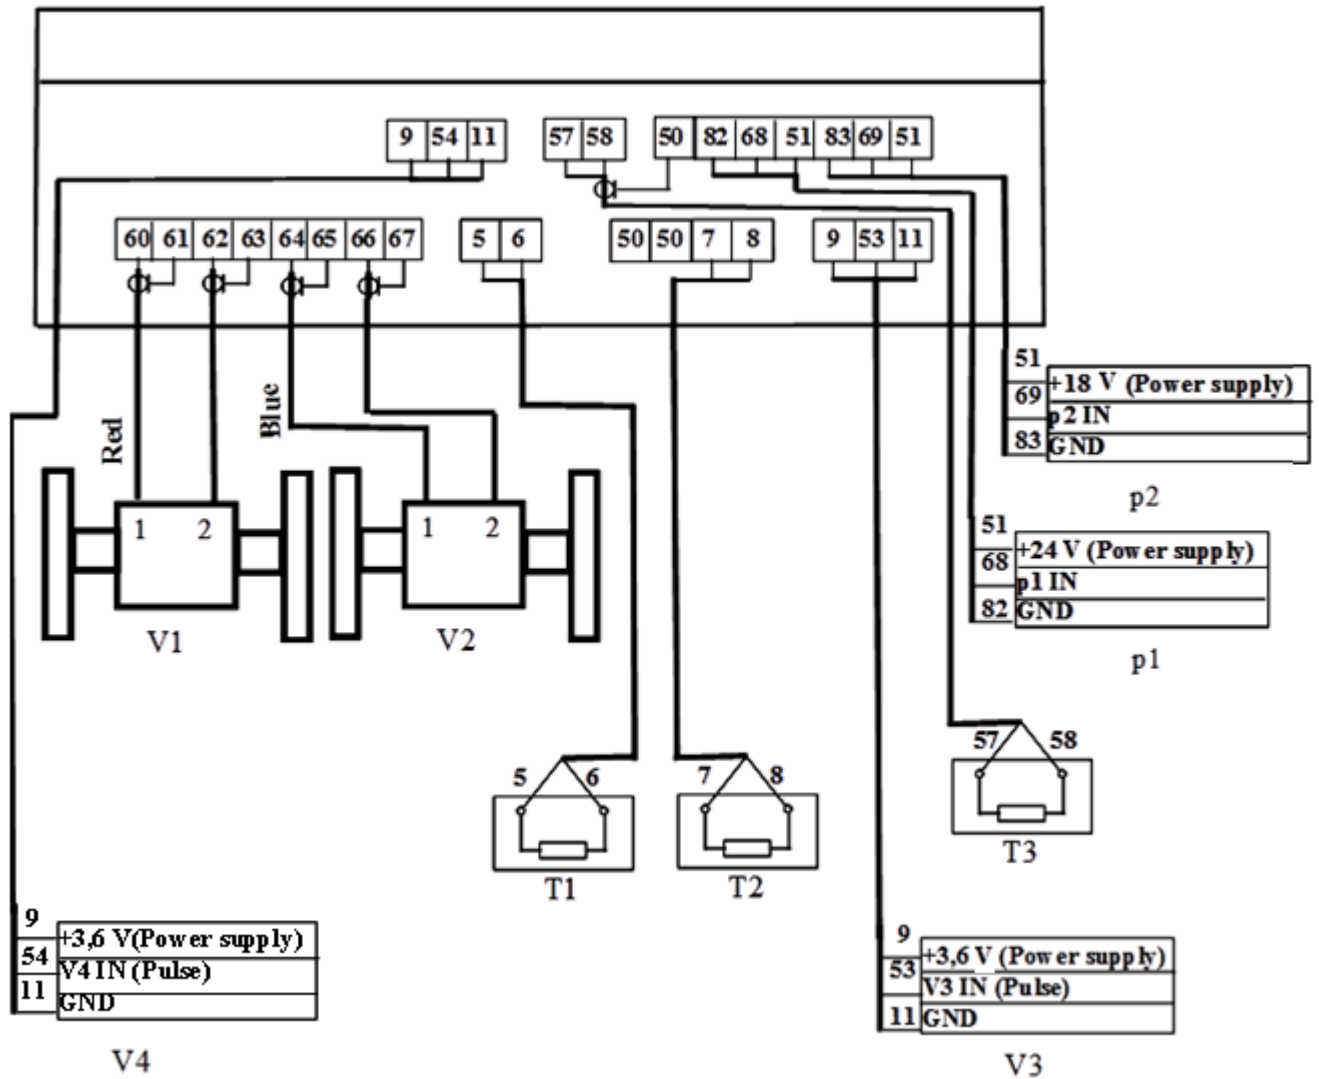 9 54 11
57 58
50 82 68 51 83 69 51
60 61 62 63 64 65 66 67
5 6
50 50 7 8
9 53 11
Red
Blue
51
+18 V (Power supply)
69
p2 IN
83 GND
p2
1 2
V1
1 2
V2
51
+24 V (Power supply)
68
p1 IN
82 GND
p1
57 58
T3
5 6
T1
7 8
T2
9
+3,6 V(Power supply)
54
V4 IN (Pulse)
11
GND
V4
9
+3,6 V (Power supply)
53
V3 IN (Pulse)
11 GND
V3